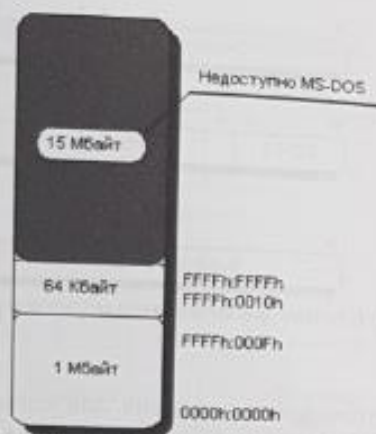 Недоступно MS-DOS
15 Мбайт
64 Кбайт
FFFFh:FFFFh
FFFFh:0010h
FFFFh:000Fh
1 Мбайт
0000h:0000h